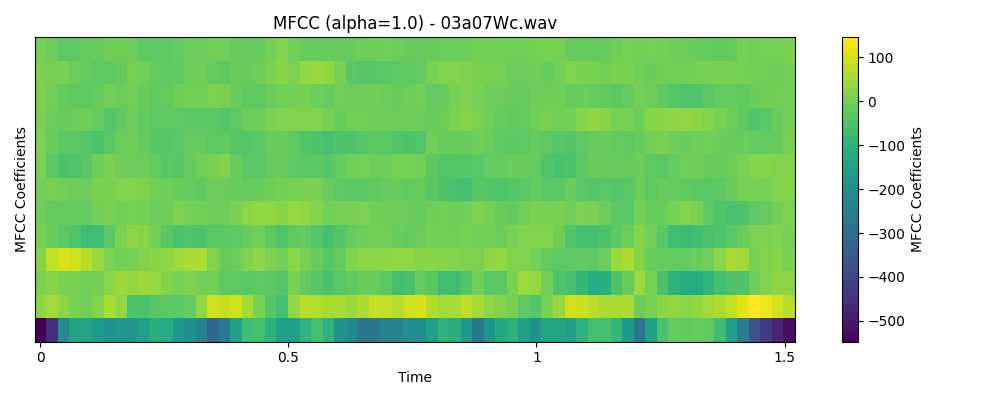 MFCC (alpha=1.0) - 03a07Wc.wav
MFCC Coefficients
0
0.5
1
1.5
Time
100
0
−100
−200
−300
−400
−500
MFCC Coefficients